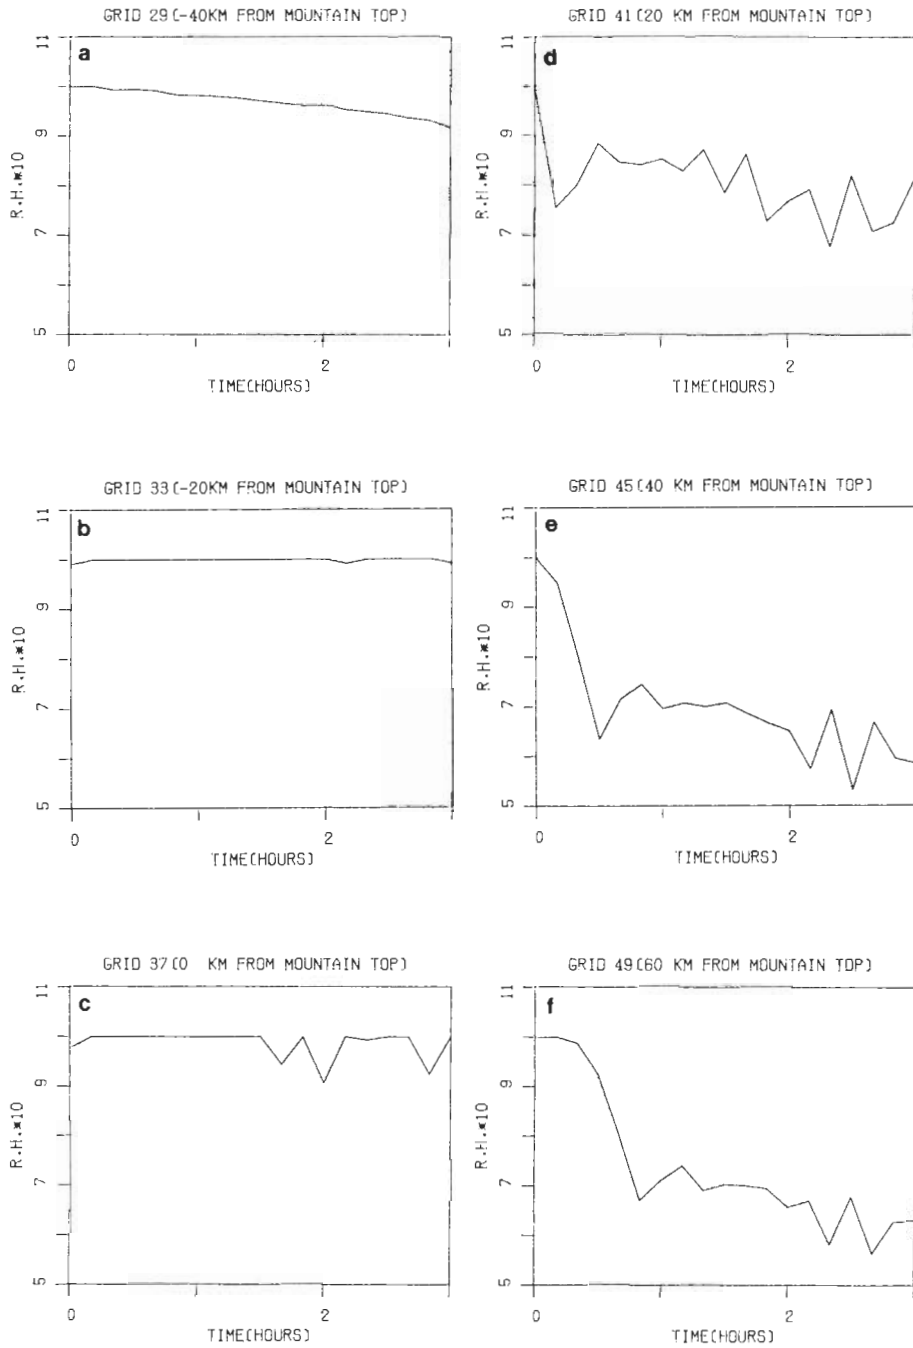 GRID 29(-40KM FROM MOUNTAIN TOP)
a
11
9
7
5
R.H.*10
0
2
TIME(HOURS)
GRID 41(20 KM FROM MOUNTAIN TOP)
d
11
9
7
5
R.H.*10
0
2
TIME(HOURS)
GRID 33(-20KM FROM MOUNTAIN TOP)
b
11
9
7
5
R.H.*10
0
2
TIME(HOURS)
GRID 45(40 KM FROM MOUNTAIN TOP)
e
11
9
7
5
R.H.*10
0
2
TIME(HOURS)
GRID 37(0 KM FROM MOUNTAIN TOP)
c
11
9
7
5
R.H.*10
0
2
TIME(HOURS)
GRID 49(60 KM FROM MOUNTAIN TOP)
f
11
9
7
5
R.H.*10
0
2
TIME(HOURS)